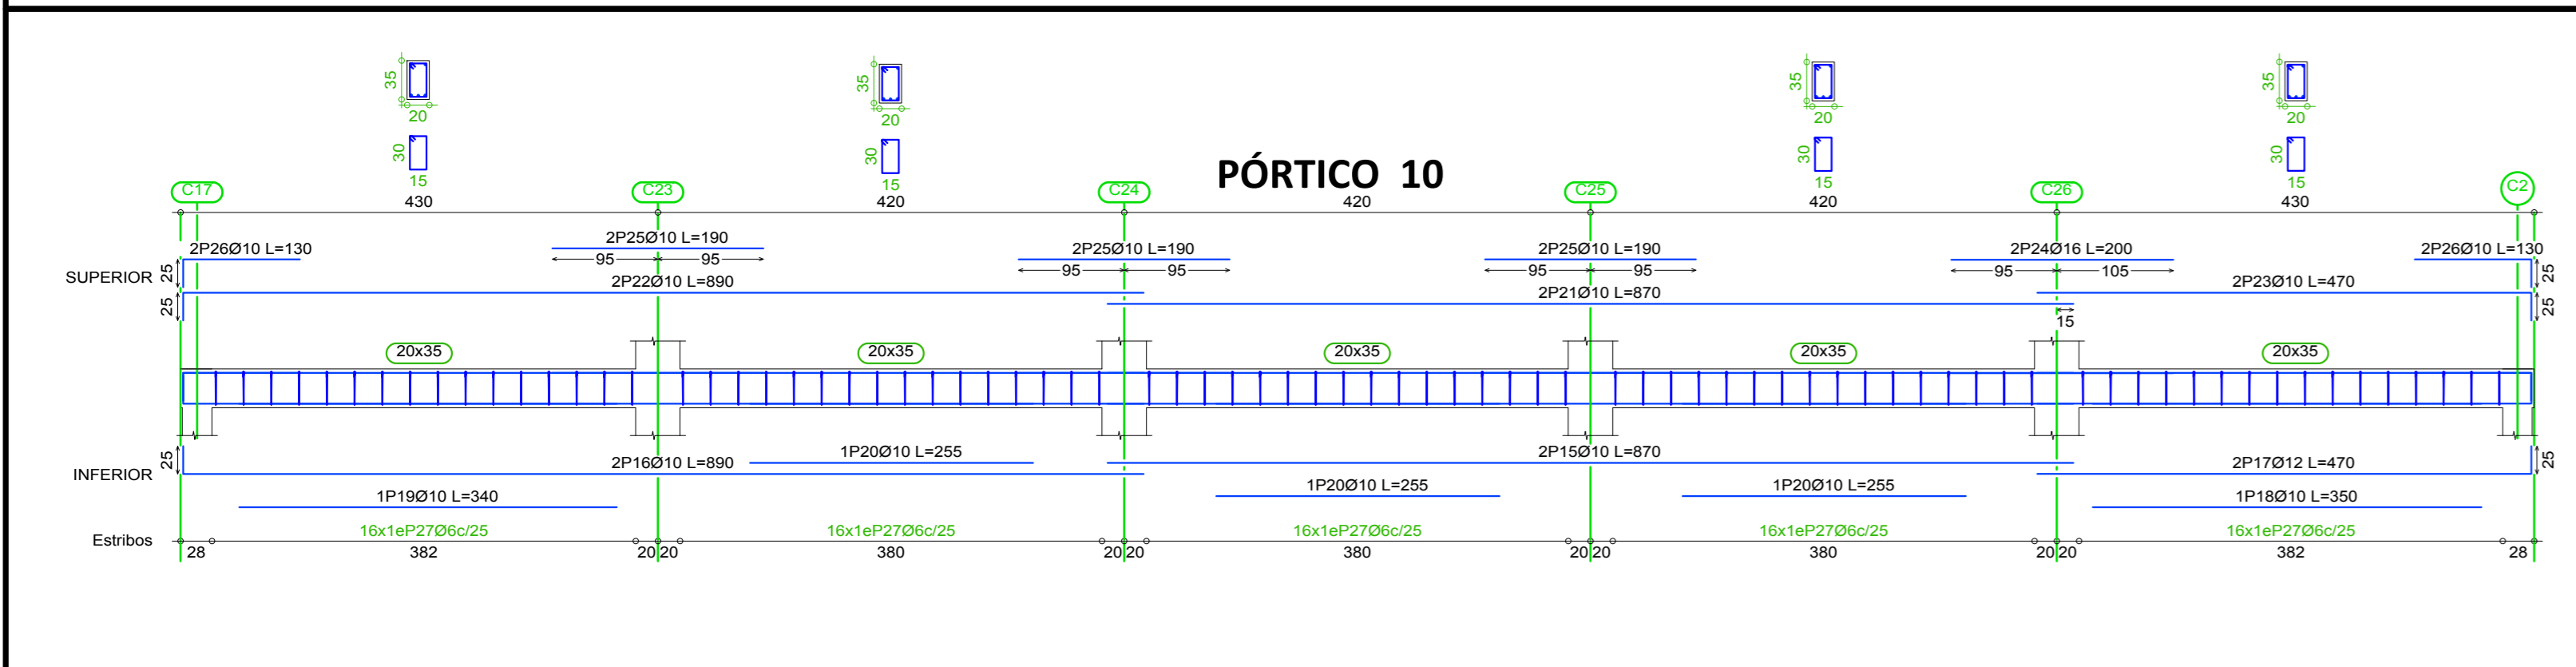 35 35 35 35
20 20 20 20
30 30 30 30
15 15 15 15
PÓRTICO 10
C17 C23 C24 C25 C26 C2
430 420 420 420 430
2P26Ø10 L=130 2P25Ø10 L=190 2P25Ø10 L=190 2P25Ø10 L=190 2P24Ø16 L=200 2P26Ø10 L=130
95 95 95 95 95 95 95 105
SUPERIOR 25 25
2P22Ø10 L=890 2P21Ø10 L=870 2P23Ø10 L=470
25 25
15
20x35 20x35 20x35 20x35 20x35
1P20Ø10 L=255
INFERIOR 25 2P16Ø10 L=890 2P15Ø10 L=870 2P17Ø12 L=470 25
1P19Ø10 L=340 1P20Ø10 L=255 1P20Ø10 L=255 1P18Ø10 L=350
Estribos 16x1eP27Ø6c/25 16x1eP27Ø6c/25 16x1eP27Ø6c/25 16x1eP27Ø6c/25 16x1eP27Ø6c/25
28 382 20 20 380 20 20 380 20 20 380 20 20 382 28